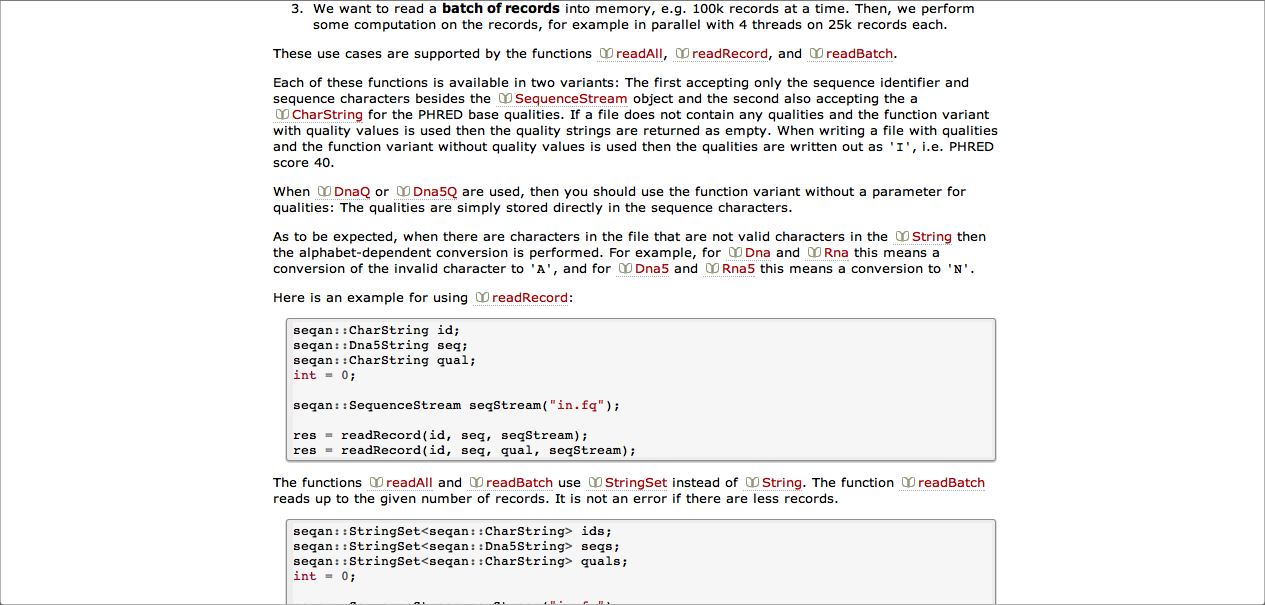 3. We want to read a batch of records into memory, e.g. 100k records at a time. Then, we perform
some computation on the records, for example in parallel with 4 threads on 25k records each.
These use cases are supported by the functions readAll, readRecord, and readBatch.
Each of these functions is available in two variants: The first accepting only the sequence identifier and
sequence characters besides the SequenceStream object and the second also accepting the a
CharString for the PHRED base qualities. If a file does not contain any qualities and the function variant
with quality values is used then the quality strings are returned as empty. When writing a file with qualities
and the function variant without quality values is used then the qualities are written out as 'I', i.e. PHRED
score 40.
When DnaQ or Dna5Q are used, then you should use the function variant without a parameter for
qualities: The qualities are simply stored directly in the sequence characters.
As to be expected, when there are characters in the file that are not valid characters in the String then
the alphabet-dependent conversion is performed. For example, for Dna and Rna this means a
conversion of the invalid character to 'A', and for Dna5 and Rna5 this means a conversion to 'N'.
Here is an example for using readRecord:
seqan::CharString id;
seqan::Dna5String seq;
seqan::CharString qual;
int = 0;
seqan::SequenceStream seqStream("in.fq");
res = readRecord(id, seq, seqStream);
res = readRecord(id, seq, qual, seqStream);
The functions readAll and readBatch use StringSet instead of String. The function readBatch
reads up to the given number of records. It is not an error if there are less records.
seqan::StringSet<seqan::CharString> ids;
seqan::StringSet<seqan::Dna5String> seqs;
seqan::StringSet<seqan::CharString> quals;
int = 0;